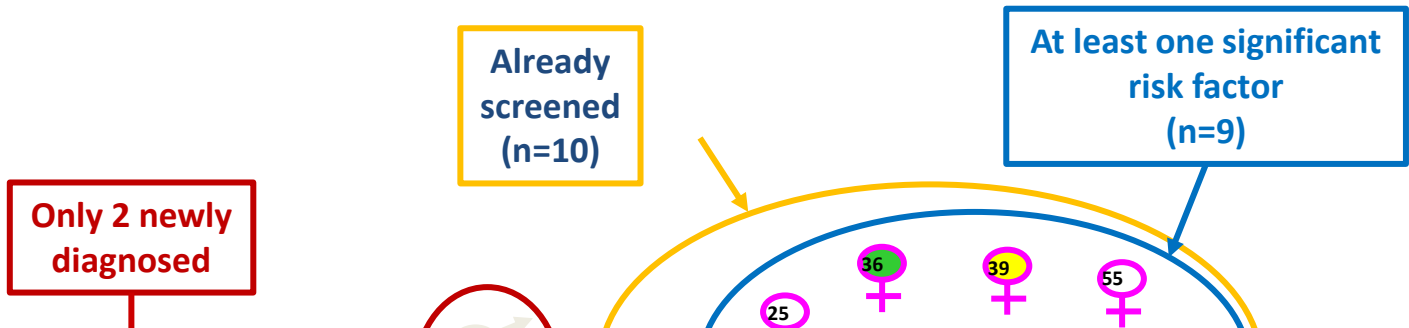 At least one significant
risk factor
(n=9)
Already
screened
(n=10)
Only 2 newly
diagnosed
36
39
55
25